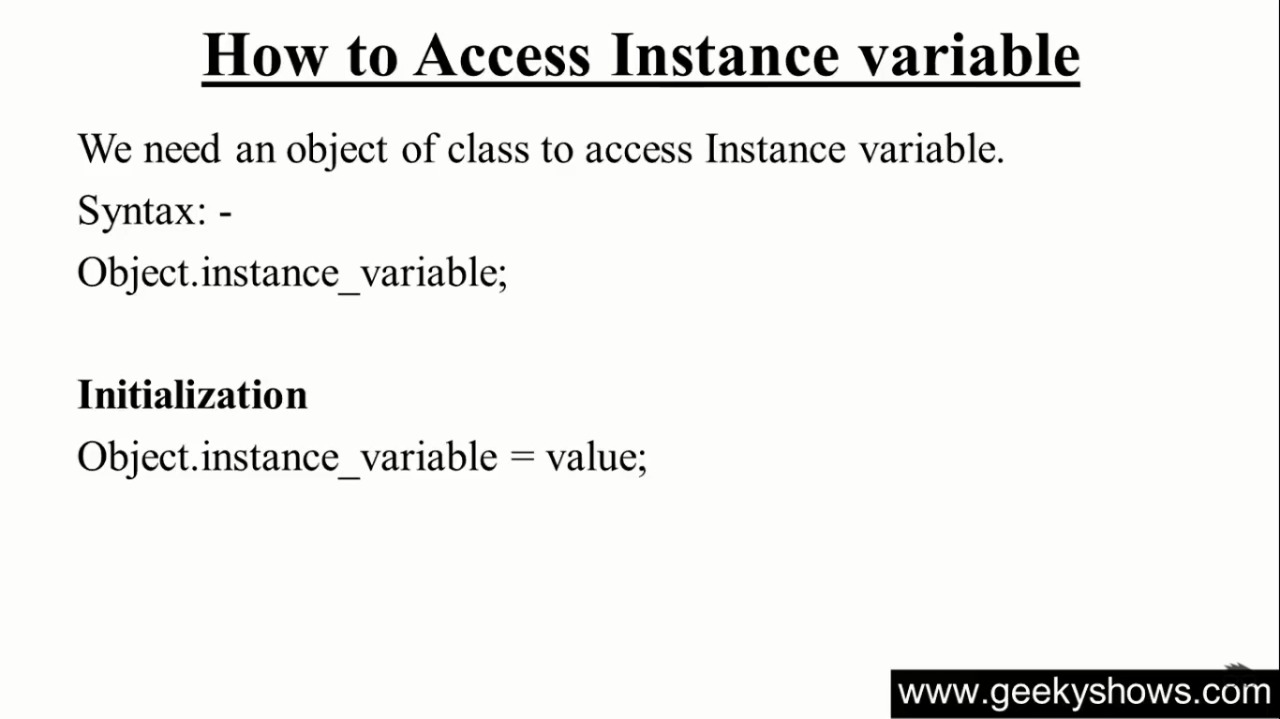 How to Access Instance variable
We need an object of class to access Instance variable.
Syntax: -
Object.instance_variable;
Initialization
Object.instance_variable = value;
www.geekyshows.com